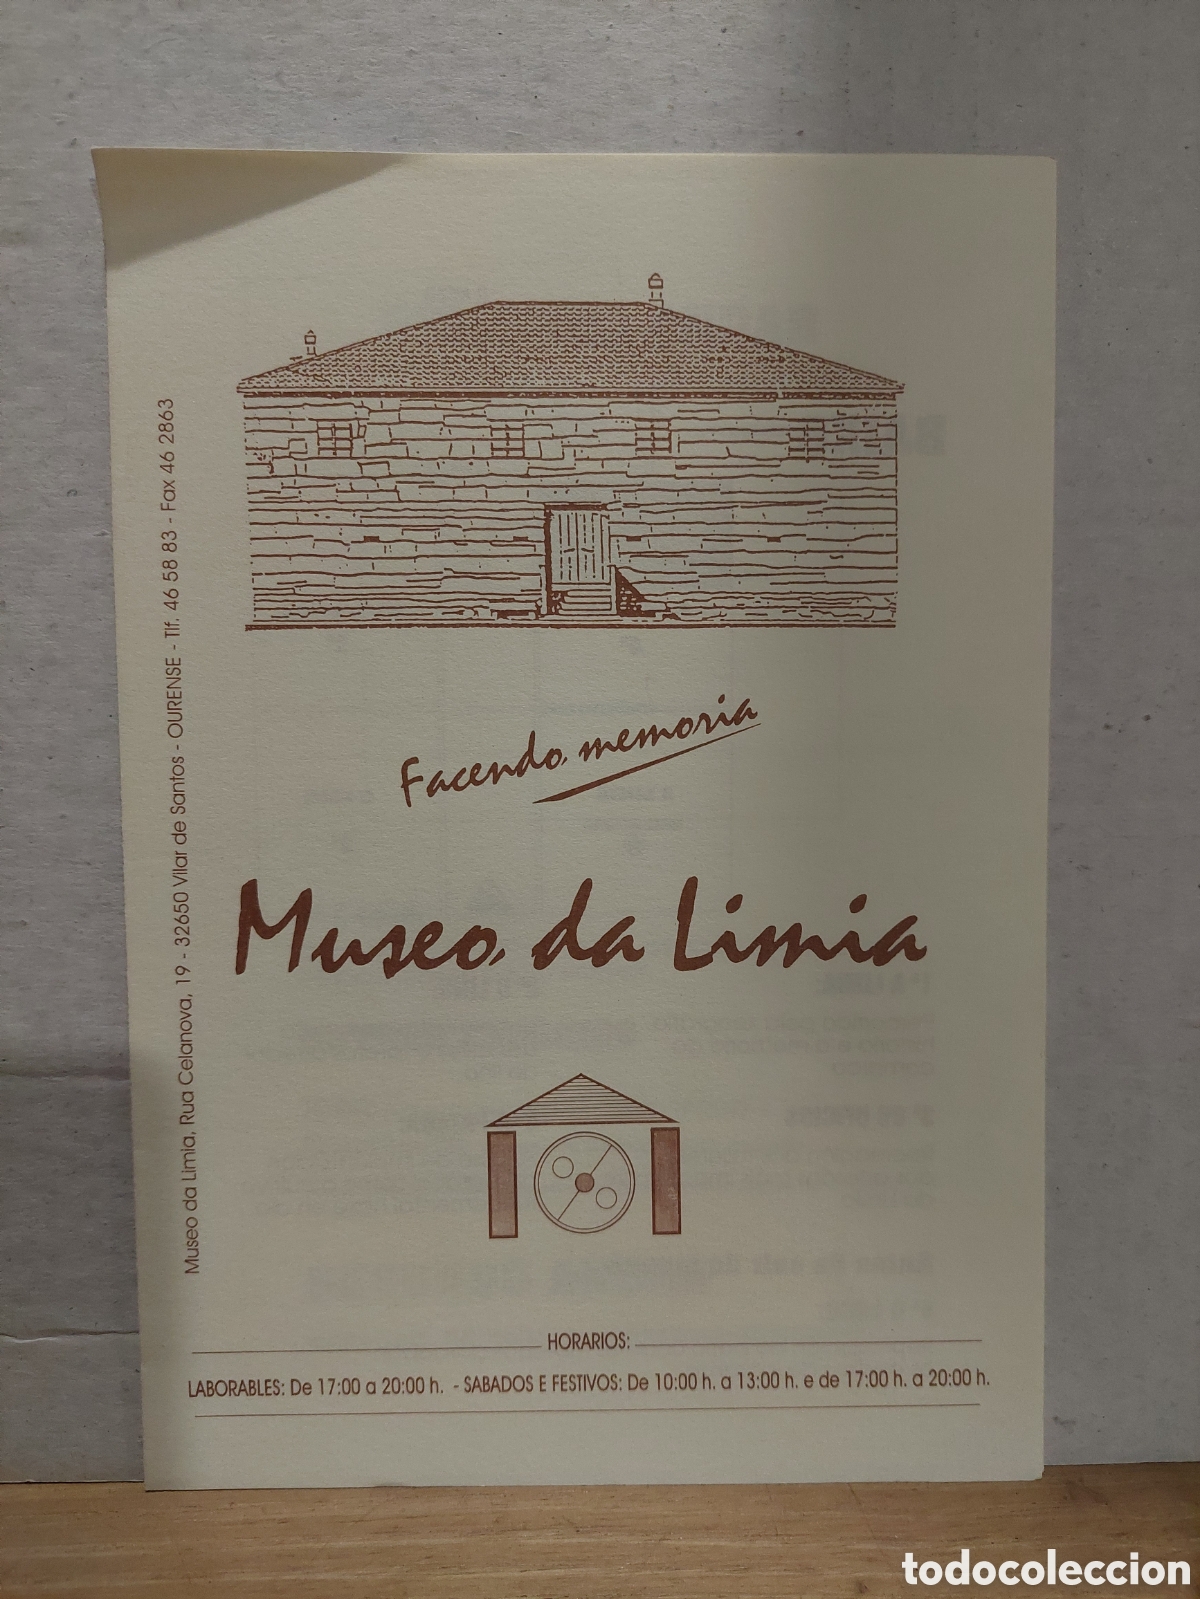 Museo da Limia, Rua Celanova, 19 - 32650 Vilar de Santos - OURENSE - Tlf. 46 58 83 - Fax 46 2863
Facendo memoria
Museo da Limia
HORARIOS:
LABORABLES: De 17:00 a 20:00 h. - SABADOS E FESTIVOS: De 10:00 h. a 13:00 h. e de 17:00 h. a 20:00 h.
todocoleccion